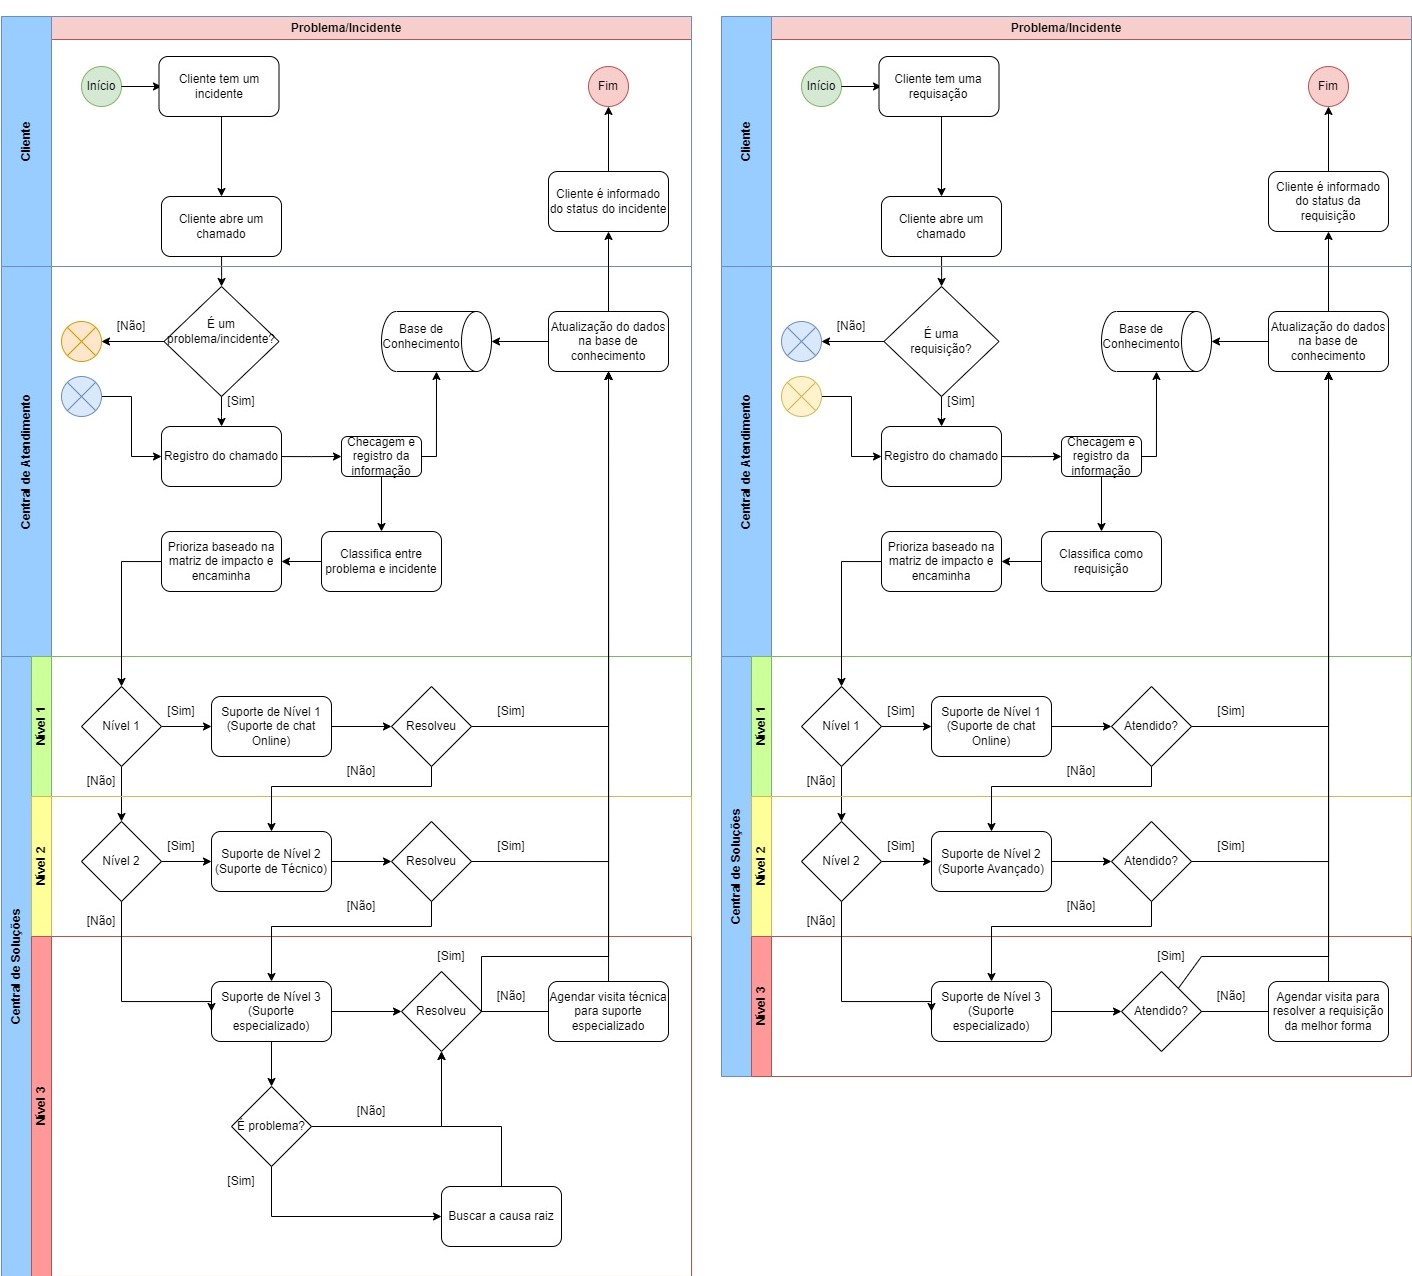 Problema/Incidente
Cliente
Início
Cliente tem um
incidente
Fim
Cliente abre um
chamado
Cliente é informado
do status do incidente
Central de Atendimento
É um
problema/incidente?
[Não]
[Sim]
Base de
Conhecimento
Atualização do dados
na base de
conhecimento
Registro do chamado
Checagem e
registro da
informação
Prioriza baseado na
matriz de impacto e
encaminha
Classifica entre
problema e incidente
Central de Soluções
Nível 1
Nível 1
[Sim]
Suporte de Nível 1
(Suporte de chat
Online)
Resolveu
[Sim]
[Não]
[Não]
Nível 2
Nível 2
[Sim]
Suporte de Nível 2
(Suporte de Técnico)
Resolveu
[Sim]
[Não]
[Não]
Nível 3
Suporte de Nível 3
(Suporte
especializado)
[Sim]
Resolveu
[Não]
Agendar visita técnica
para suporte
especializado
É problema?
[Não]
[Sim]
Buscar a causa raiz
Problema/Incidente
Cliente
Início
Cliente tem uma
requisação
Fim
Cliente abre um
chamado
Cliente é informado
do status da
requisição
Central de Atendimento
É uma
requisição?
[Não]
[Sim]
Base de
Conhecimento
Atualização do dados
na base de
conhecimento
Registro do chamado
Checagem e
registro da
informação
Prioriza baseado na
matriz de impacto e
encaminha
Classifica como
requisição
Central de Soluções
Nível 1
Nível 1
[Sim]
Suporte de Nível 1
(Suporte de chat
Online)
Atendido?
[Sim]
[Não]
[Não]
Nível 2
Nível 2
[Sim]
Suporte de Nível 2
(Suporte Avançado)
Atendido?
[Sim]
[Não]
[Não]
Nível 3
Suporte de Nível 3
(Suporte
especializado)
[Sim]
Atendido?
[Não]
Agendar visita para
resolver a requisição
da melhor forma